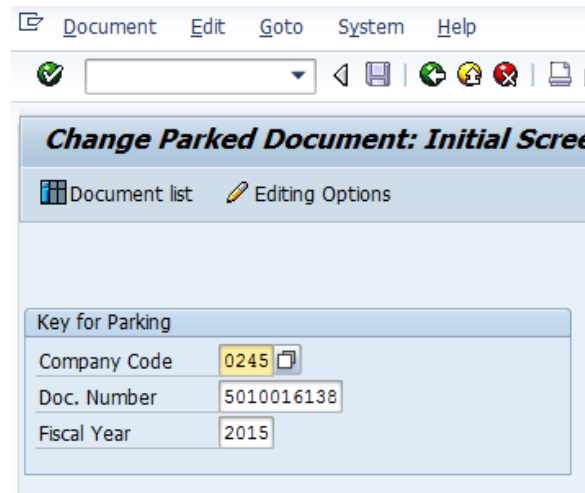 Document Edit Goto System Help
Change Parked Document: Initial Scree
Document list Editing Options
Key for Parking
Company Code 0245
Doc. Number 5010016138
Fiscal Year 2015